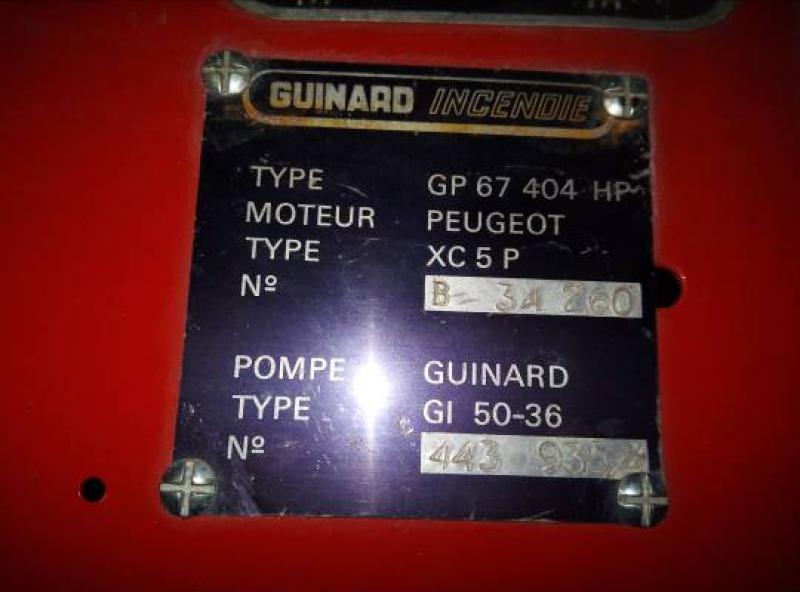 GUINARD INCENDIE
TYPE GP 67 404 HP
MOTEUR PEUGEOT
TYPE XC 5 P
Nº B 34 260
POMPE GUINARD
TYPE GI 50-36
Nº 443